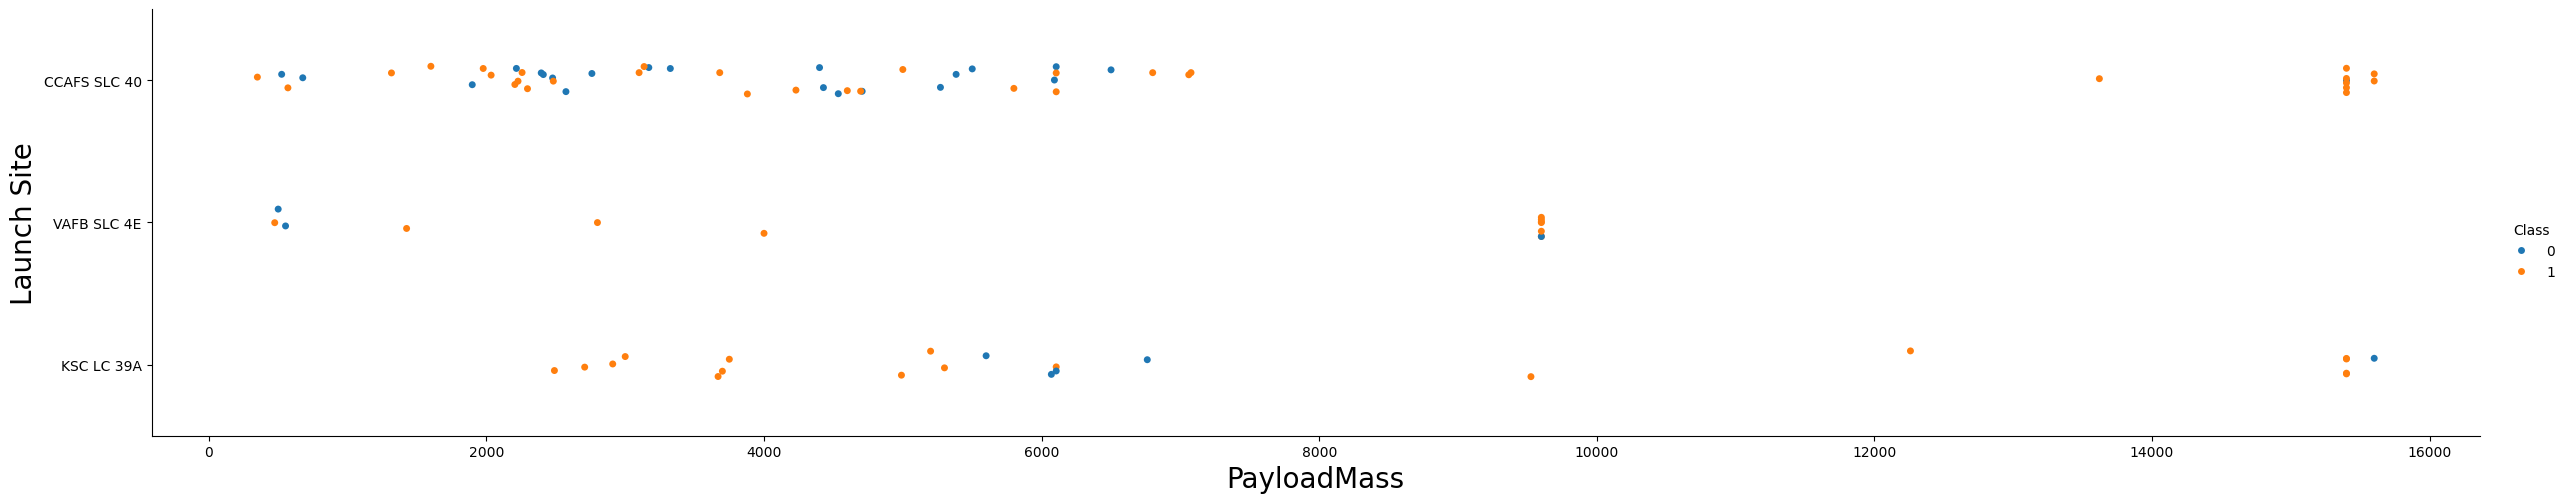 Launch Site
CCAFS SLC 40
VAFB SLC 4E
KSC LC 39A
0 2000 4000 6000 8000 10000 12000 14000 16000
PayloadMass
Class
0
1